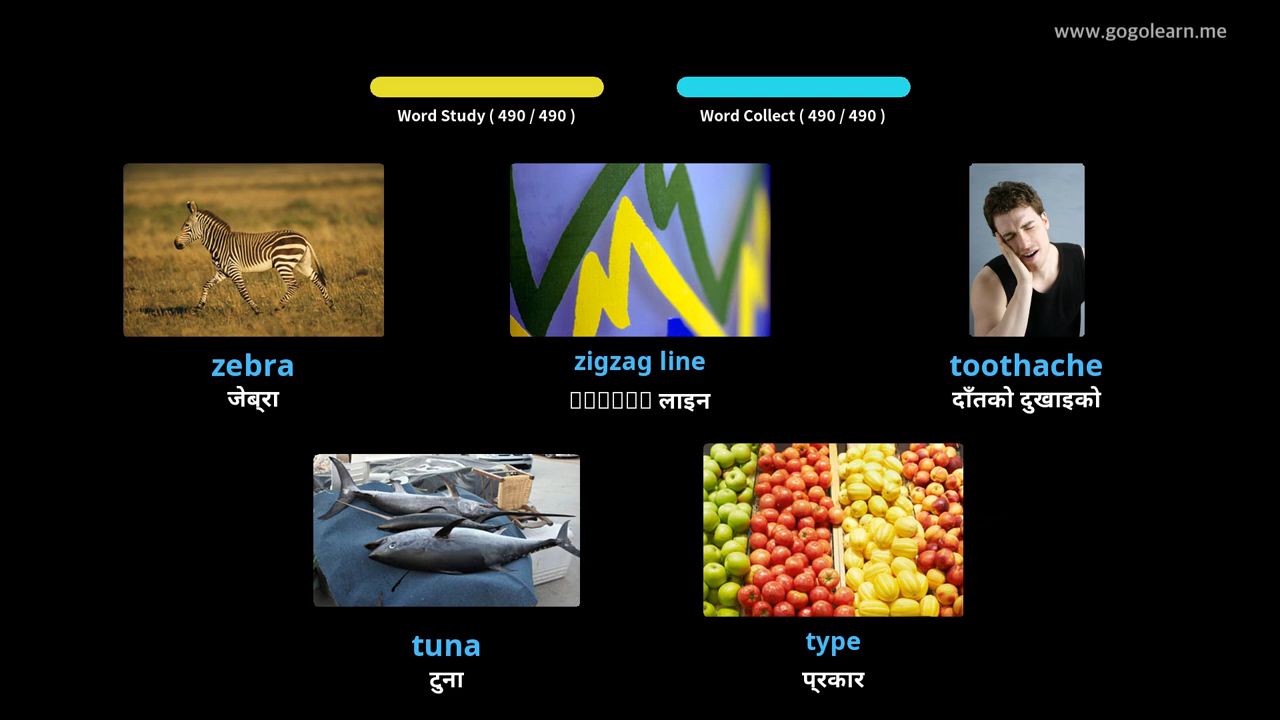 www.gogolearn.me
Word Study ( 490 / 490 )
Word Collect ( 490 / 490 )
zebra
जेब्रा
zigzag line
लाइन
toothache
दाँतको दुखाइको
tuna
टुना
type
प्रकार